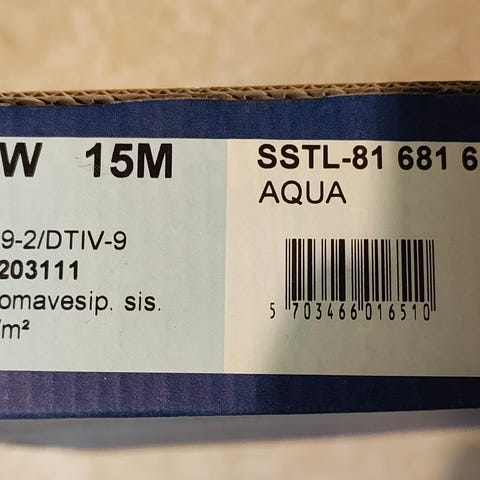 W 15M
9-2/DTIV-9
203111
omavesip. sis.
/m²
SSTL-81 681 6
AQUA
5 703466 016510